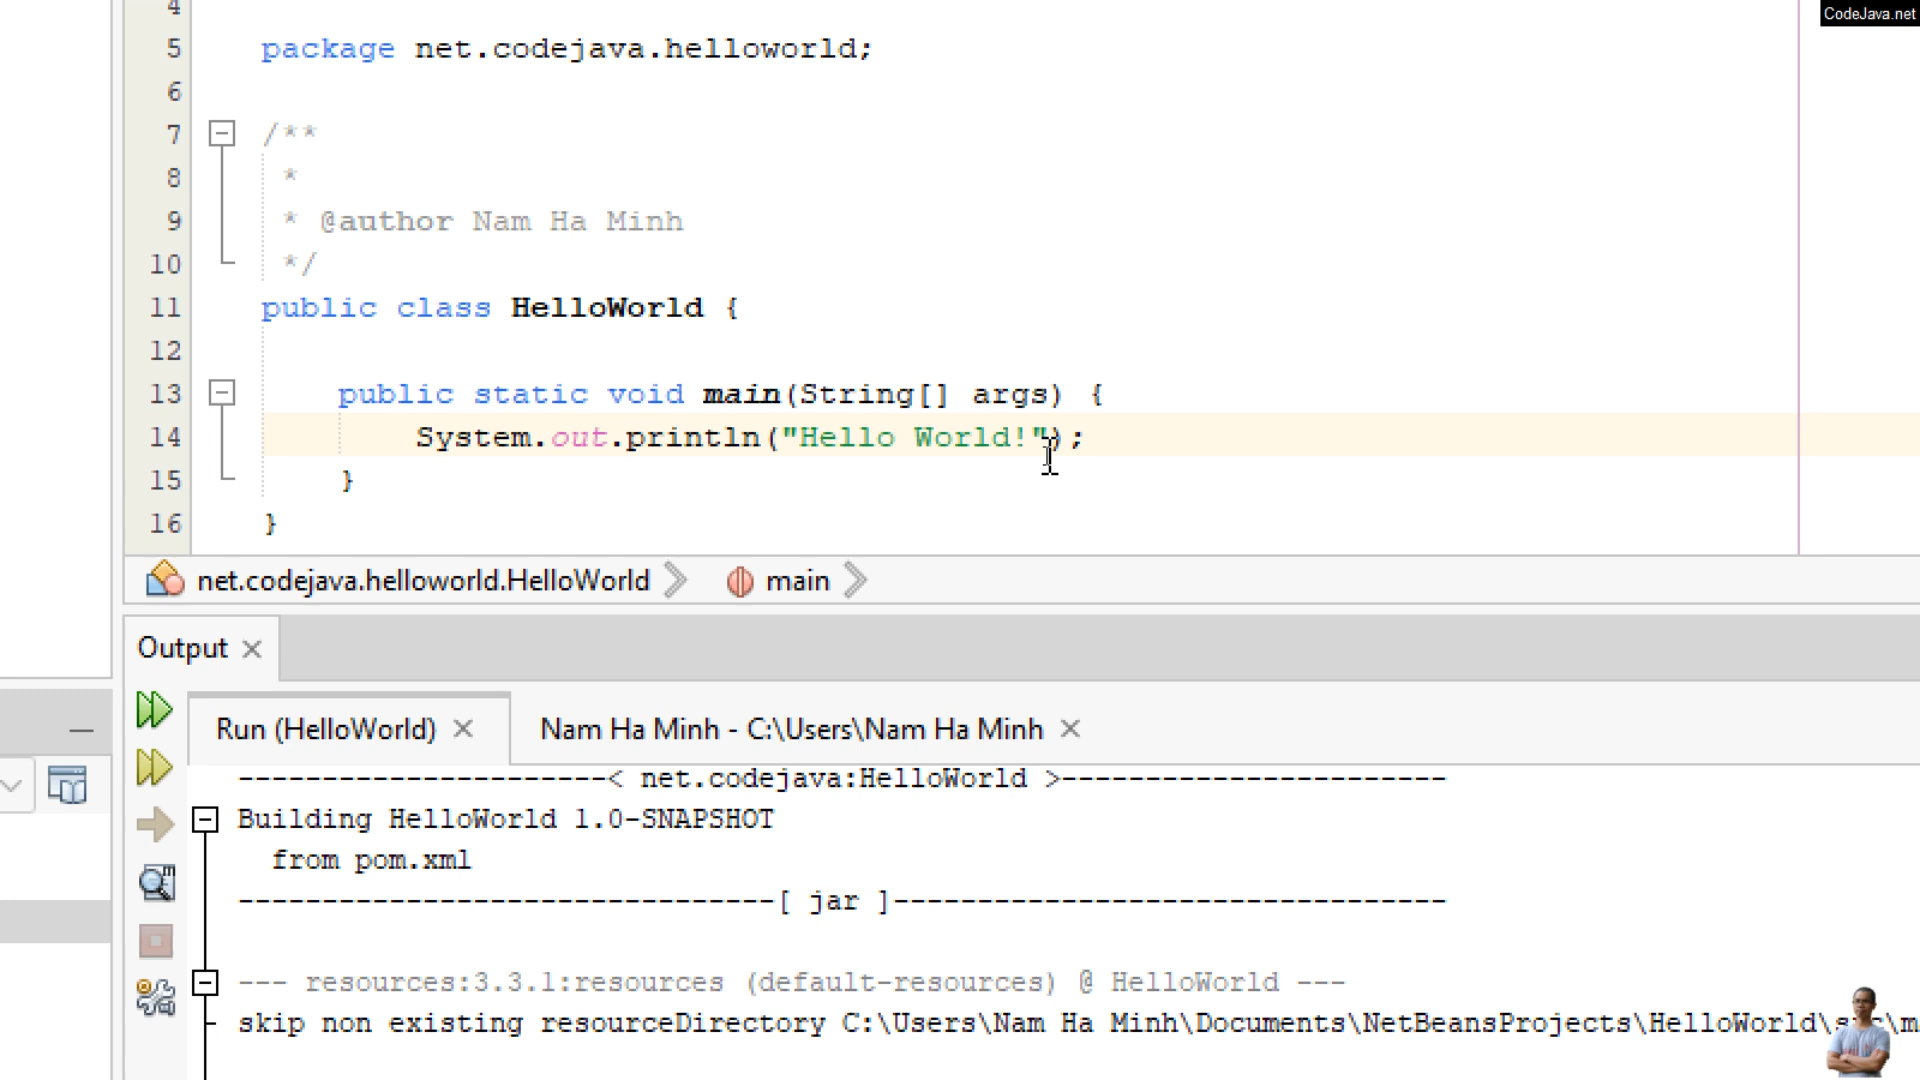 CodeJava.net
4
5 package net.codejava.helloworld;
6
7 /**
8 *
9 * @author Nam Ha Minh
10 */
11 public class HelloWorld {
12
13 public static void main(String[] args) {
14 System.out.println("Hello World!");
15 }
16 }
net.codejava.helloworld.HelloWorld main
Output
Run (HelloWorld) Nam Ha Minh - C:\Users\Nam Ha Minh
----------------------< net.codejava:HelloWorld >-----------------------
Building HelloWorld 1.0-SNAPSHOT
from pom.xml
--------------------------------[ jar ]---------------------------------
--- resources:3.3.1:resources (default-resources) @ HelloWorld ---
skip non existing resourceDirectory C:\Users\Nam Ha Minh\Documents\NetBeansProjects\HelloWorld\